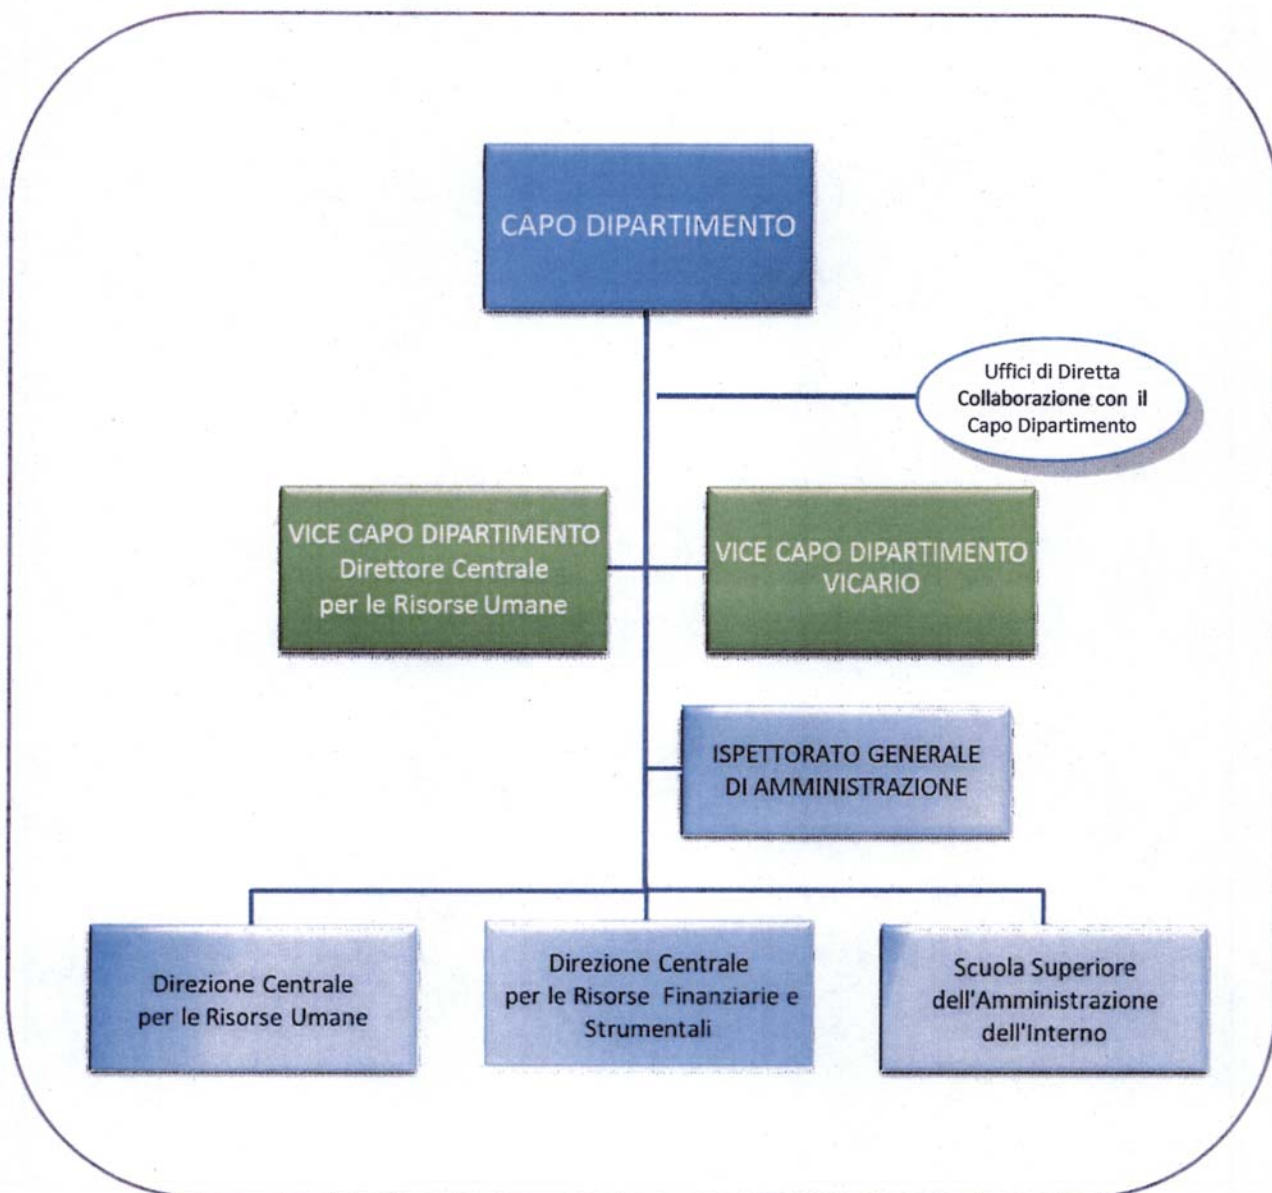 CAPO DIPARTIMENTO
Uffici di Diretta
Collaborazione con il
Capo Dipartimento
VICE CAPO DIPARTIMENTO
Direttore Centrale
per le Risorse Umane
VICE CAPO DIPARTIMENTO
VICARIO
ISPETTORATO GENERALE
DI AMMINISTRAZIONE
Direzione Centrale
per le Risorse Umane
Direzione Centrale
per le Risorse Finanziarie e
Strumentali
Scuola Superiore
dell'Amministrazione
dell'Interno